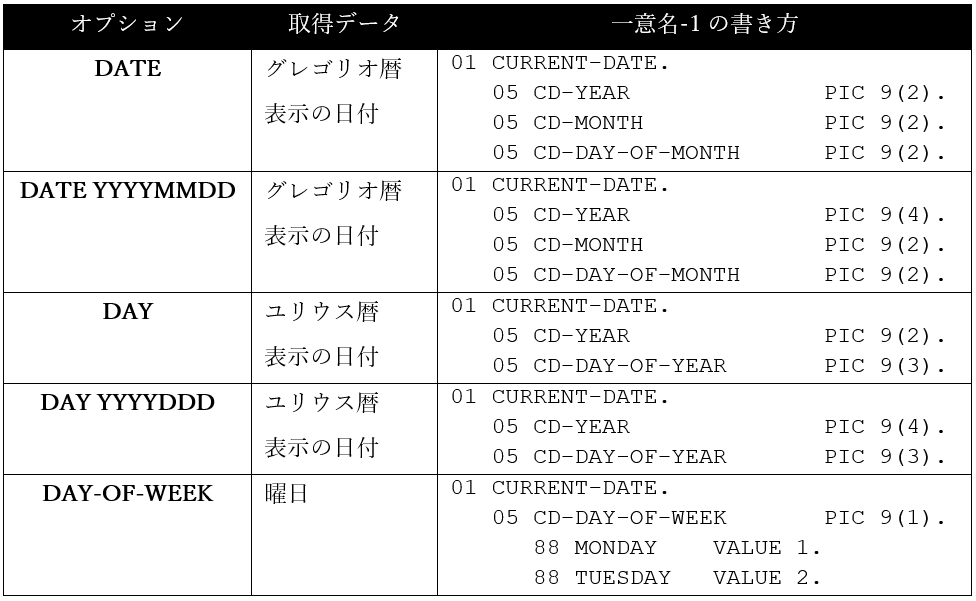 オプション 取得データ 一意名-1 の書き方
DATE グレゴリオ暆 01 CURRENT-DATE.
表示の日付 05 CD-YEAR PIC 9(2).
05 CD-MONTH PIC 9(2).
05 CD-DAY-OF-MONTH PIC 9(2).
DATE YYYYMMDD グレゴリオ暦 01 CURRENT-DATE.
表示の日付 05 CD-YEAR PIC 9(4).
05 CD-MONTH PIC 9(2).
05 CD-DAY-OF-MONTH PIC 9(2).
DAY ユリウス暦 01 CURRENT-DATE.
05 CD-YEAR PIC 9(2).
表示の日付 05 CD-DAY-OF-YEAR PIC 9(3).
DAY YYYYDDD ユリウス暦 01 CURRENT-DATE.
05 CD-YEAR PIC 9(4).
表示の日付 05 CD-DAY-OF-YEAR PIC 9(3).
DAY-OF-WEEK 曜日 01 CURRENT-DATE.
05 CD-DAY-OF-WEEK PIC 9(1).
88 MONDAY VALUE 1.
88 TUESDAY VALUE 2.